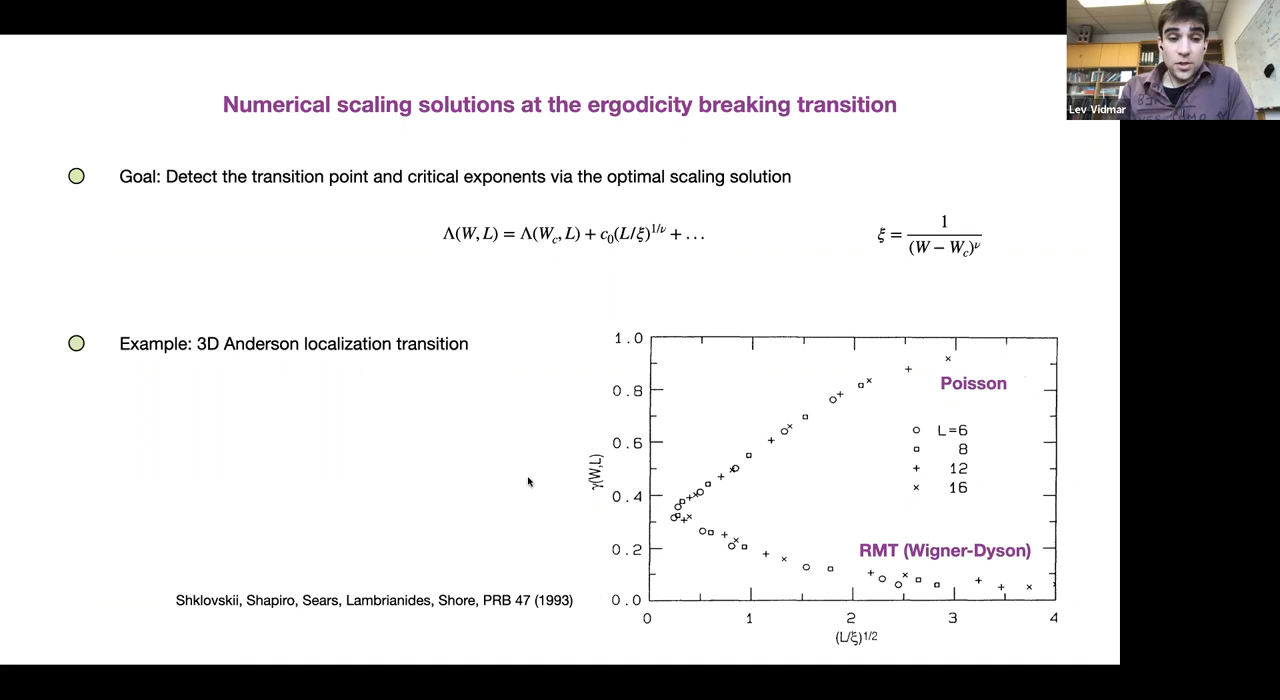 Lev Vidmar
Numerical scaling solutions at the ergodicity breaking transition
Goal: Detect the transition point and critical exponents via the optimal scaling solution
Λ(W, L) = Λ(W_c, L) + c_0(L/ξ)^{1/ν} + …
ξ = 1 / (W − W_c)^ν
Example: 3D Anderson localization transition
1.0
0.8
0.6
0.4
0.2
0.0
γ(W,L)
Poisson
L=6
8
12
16
RMT (Wigner-Dyson)
0 1 2 3 4
(L/ξ)^{1/2}
Shklovskii, Shapiro, Sears, Lambrianides, Shore, PRB 47 (1993)